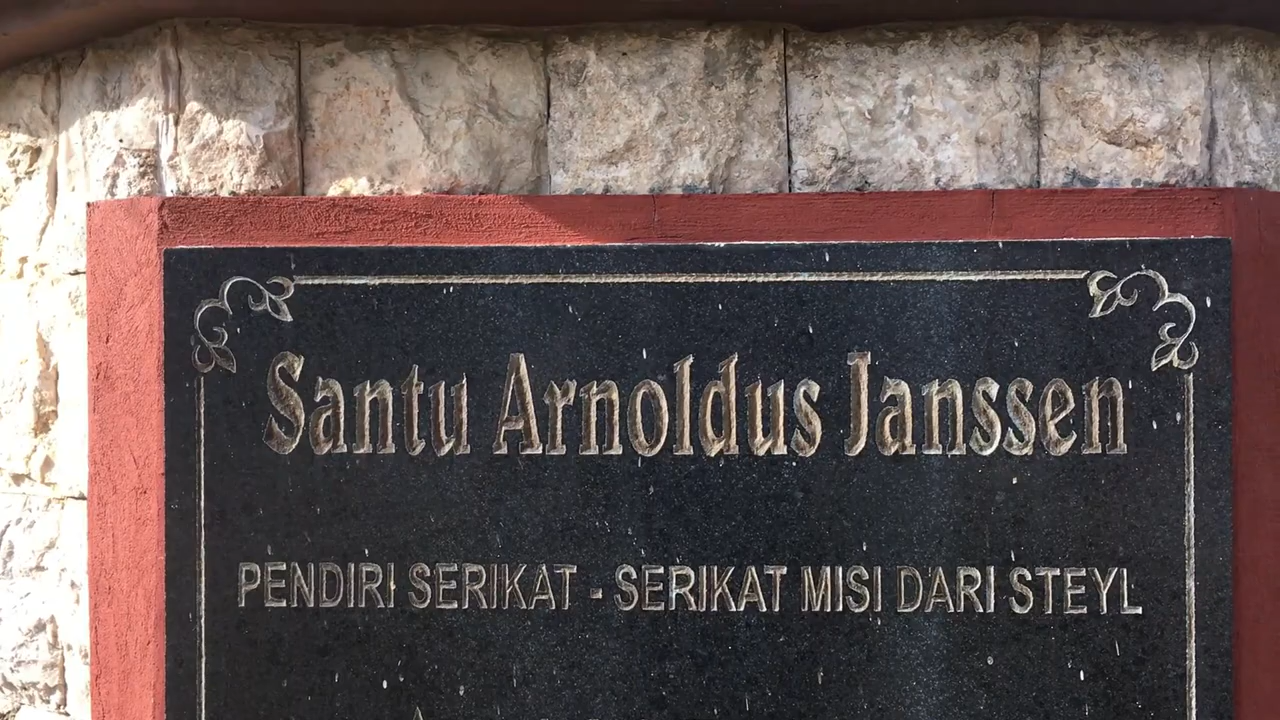 Santu Arnoldus Janssen
PENDIRI SERIKAT - SERIKAT MISI DARI STEYL